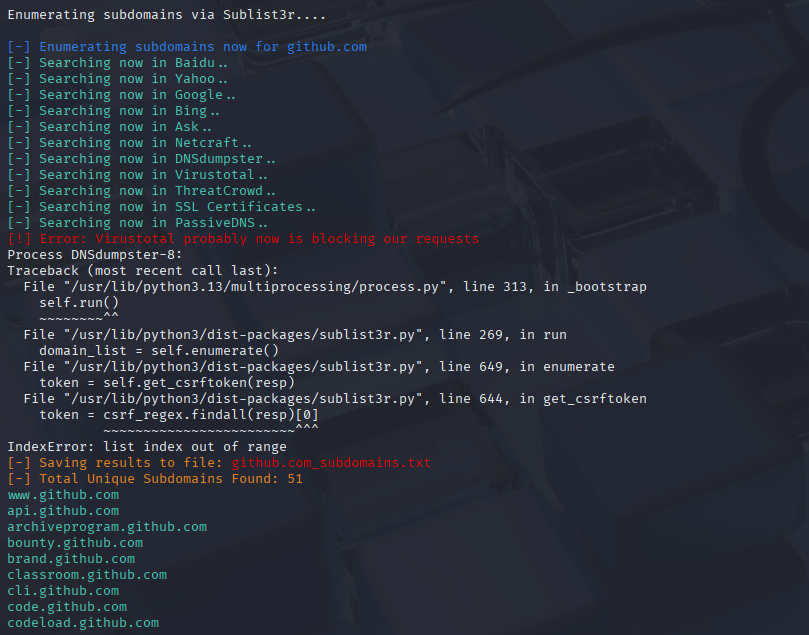 Enumerating subdomains via Sublist3r....
[-] Enumerating subdomains now for github.com
[-] Searching now in Baidu..
[-] Searching now in Yahoo..
[-] Searching now in Google..
[-] Searching now in Bing..
[-] Searching now in Ask..
[-] Searching now in Netcraft..
[-] Searching now in DNSdumpster..
[-] Searching now in Virustotal..
[-] Searching now in ThreatCrowd..
[-] Searching now in SSL Certificates..
[-] Searching now in PassiveDNS..
[!] Error: Virustotal probably now is blocking our requests
Process DNSdumpster-8:
Traceback (most recent call last):
  File "/usr/lib/python3.13/multiprocessing/process.py", line 313, in _bootstrap
    self.run()
    ~~~~~~~~^^
  File "/usr/lib/python3/dist-packages/sublist3r.py", line 269, in run
    domain_list = self.enumerate()
  File "/usr/lib/python3/dist-packages/sublist3r.py", line 649, in enumerate
    token = self.get_csrftoken(resp)
  File "/usr/lib/python3/dist-packages/sublist3r.py", line 644, in get_csrftoken
    token = csrf_regex.findall(resp)[0]
            ~~~~~~~~~~~~~~~~~~~~~~~~^^^
IndexError: list index out of range
[-] Saving results to file: github.com_subdomains.txt
[-] Total Unique Subdomains Found: 51
www.github.com
api.github.com
archiveprogram.github.com
bounty.github.com
brand.github.com
classroom.github.com
cli.github.com
code.github.com
codeload.github.com